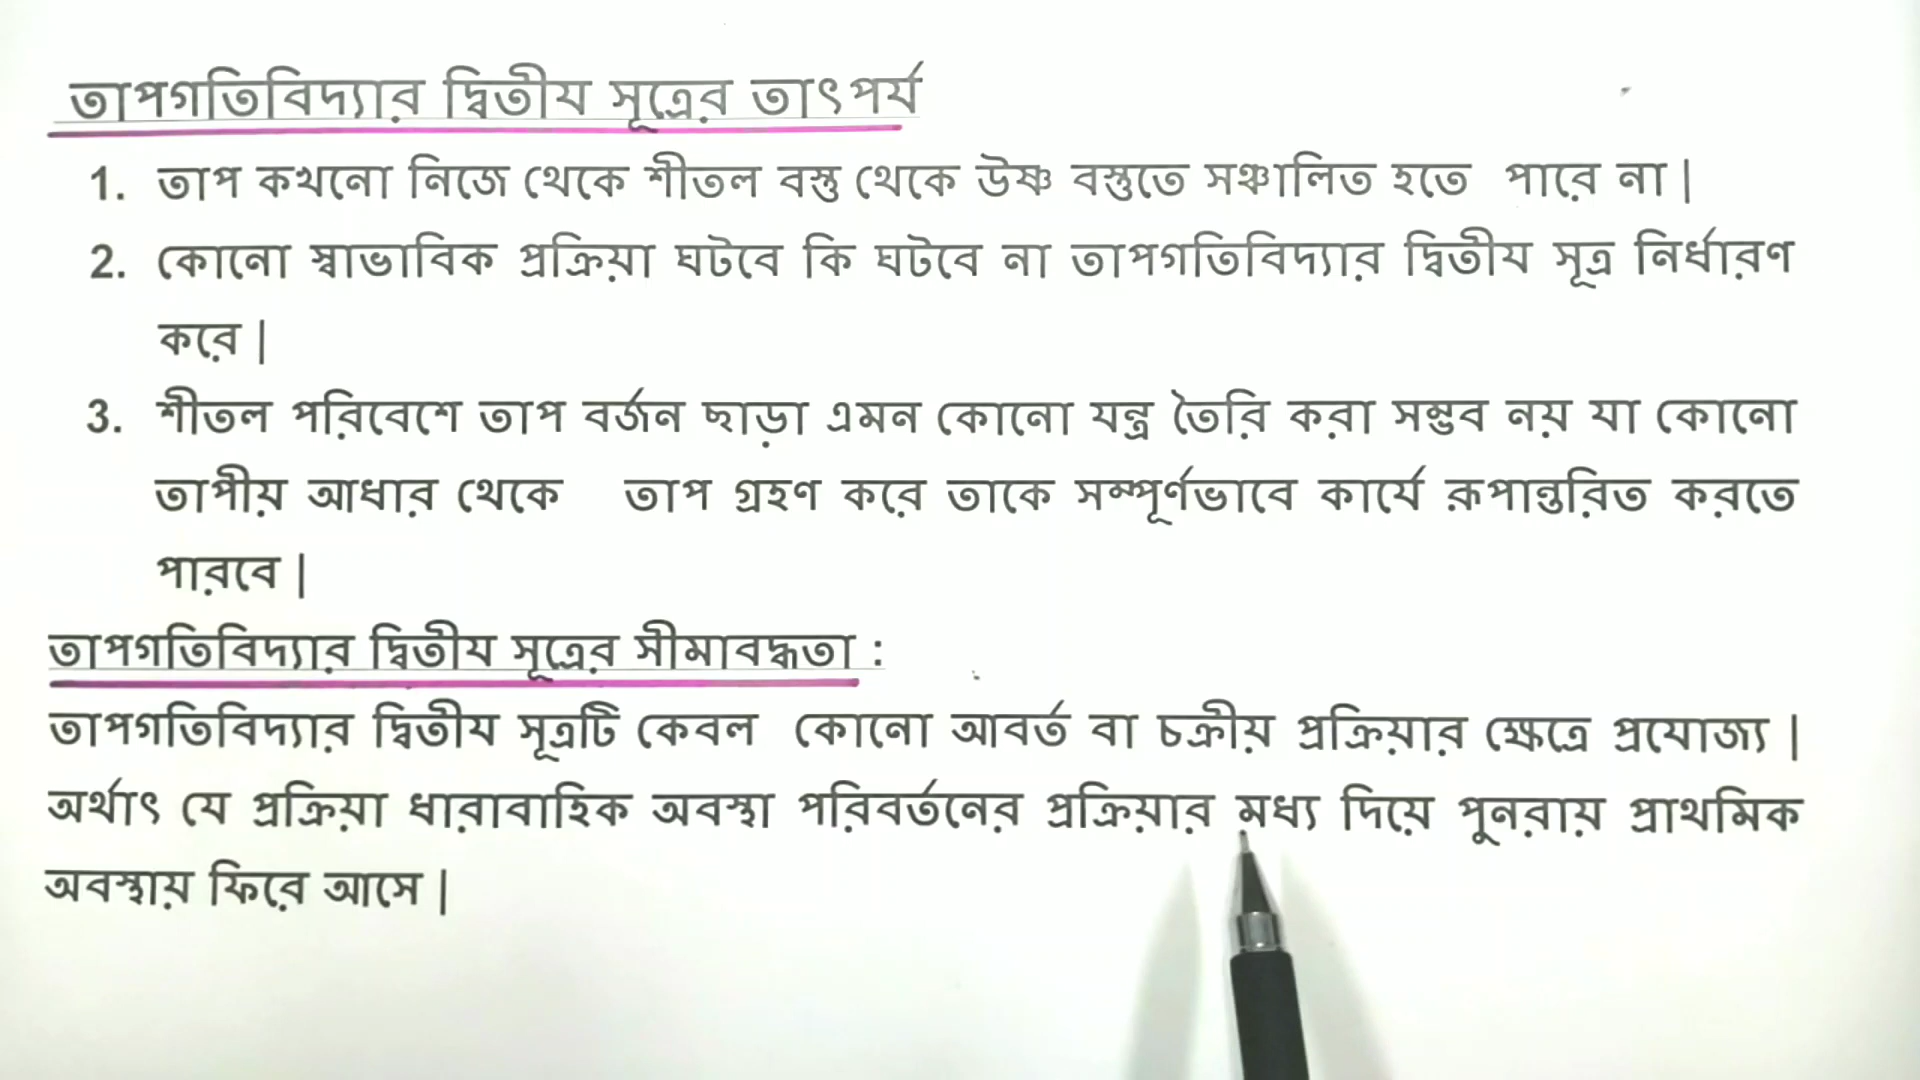 তাপগতিবিদ্যার দ্বিতীয় সূত্রের তাৎপর্য
1. তাপ কখনো নিজে থেকে শীতল বস্তু থেকে উষ্ণ বস্তুতে সঞ্চালিত হতে পারে না |
2. কোনো স্বাভাবিক প্রক্রিয়া ঘটবে কি ঘটবে না তাপগতিবিদ্যার দ্বিতীয় সূত্র নির্ধারণ
করে |
3. শীতল পরিবেশে তাপ বর্জন ছাড়া এমন কোনো যন্ত্র তৈরি করা সম্ভব নয় যা কোনো
তাপীয় আধার থেকে তাপ গ্রহণ করে তাকে সম্পূর্ণভাবে কার্যে রূপান্তরিত করতে
পারবে |
তাপগতিবিদ্যার দ্বিতীয় সূত্রের সীমাবদ্ধতা :
তাপগতিবিদ্যার দ্বিতীয় সূত্রটি কেবল কোনো আবর্ত বা চক্রীয় প্রক্রিয়ার ক্ষেত্রে প্রযোজ্য |
অর্থাৎ যে প্রক্রিয়া ধারাবাহিক অবস্থা পরিবর্তনের প্রক্রিয়ার মধ্য দিয়ে পুনরায় প্রাথমিক
অবস্থায় ফিরে আসে |